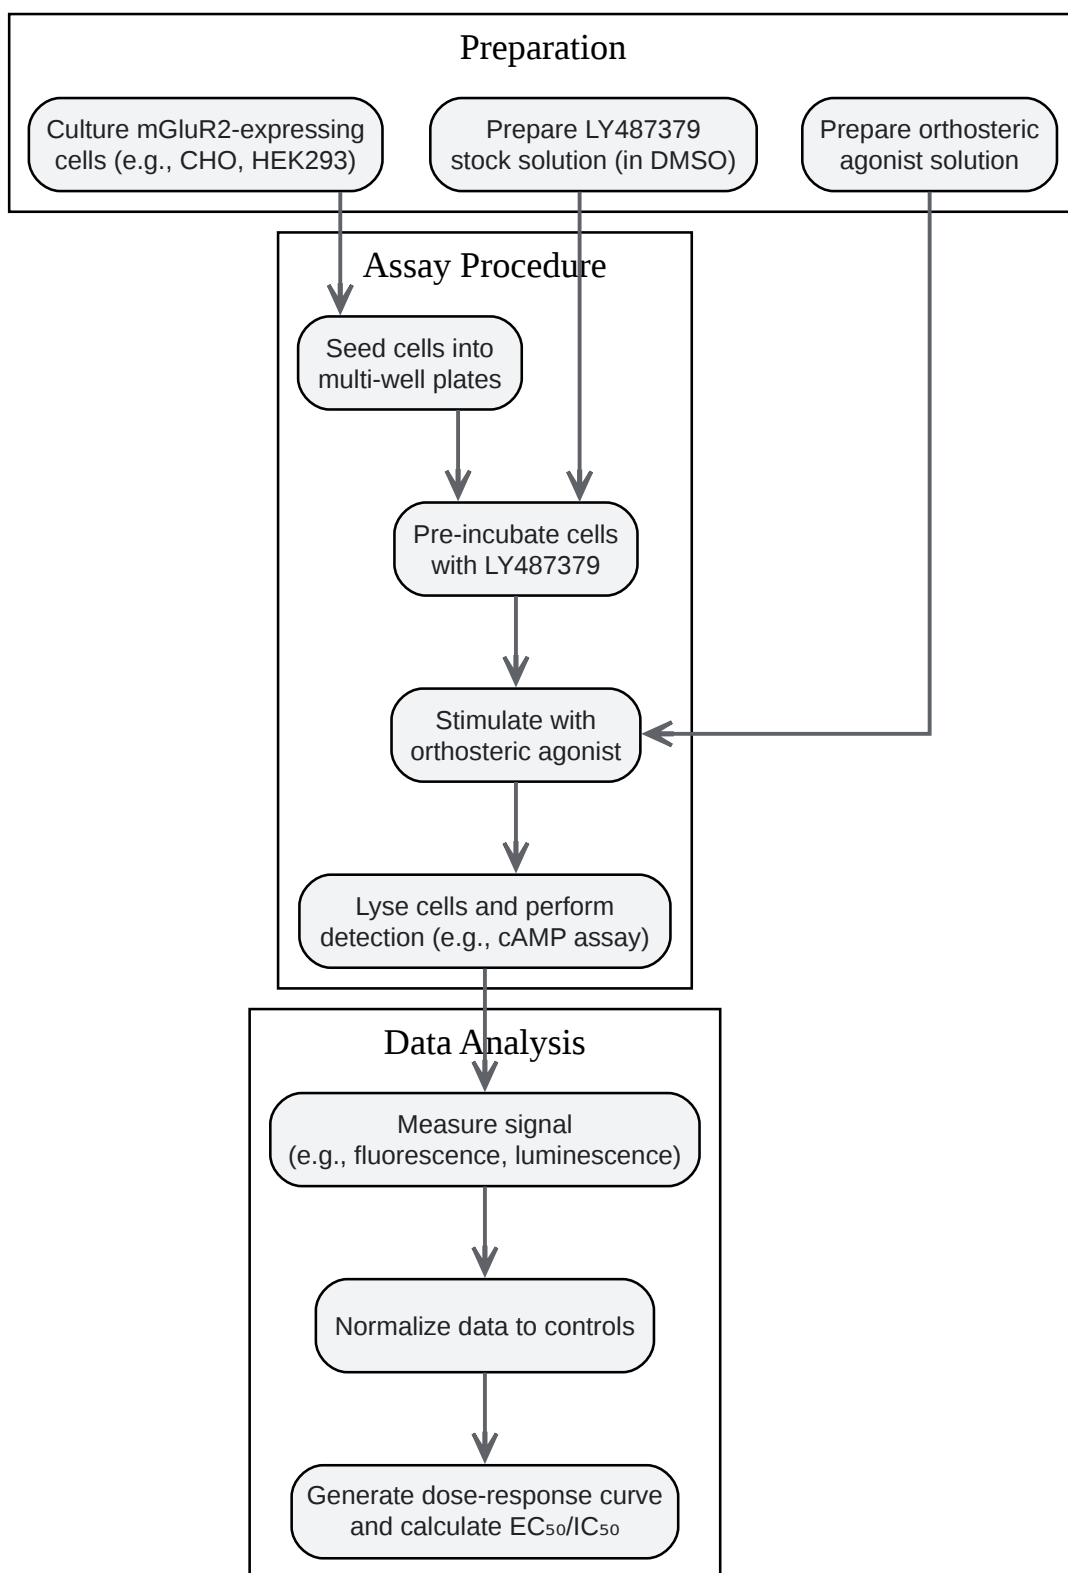 Preparation
Culture mGluR2-expressing
cells (e.g., CHO, HEK293)
Prepare LY487379
stock solution (in DMSO)
Prepare orthosteric
agonist solution
Assay Procedure
Seed cells into
multi-well plates
Pre-incubate cells
with LY487379
Stimulate with
orthosteric agonist
Lyse cells and perform
detection (e.g., cAMP assay)
Data Analysis
Measure signal
(e.g., fluorescence, luminescence)
Normalize data to controls
Generate dose-response curve
and calculate EC₅₀/IC₅₀